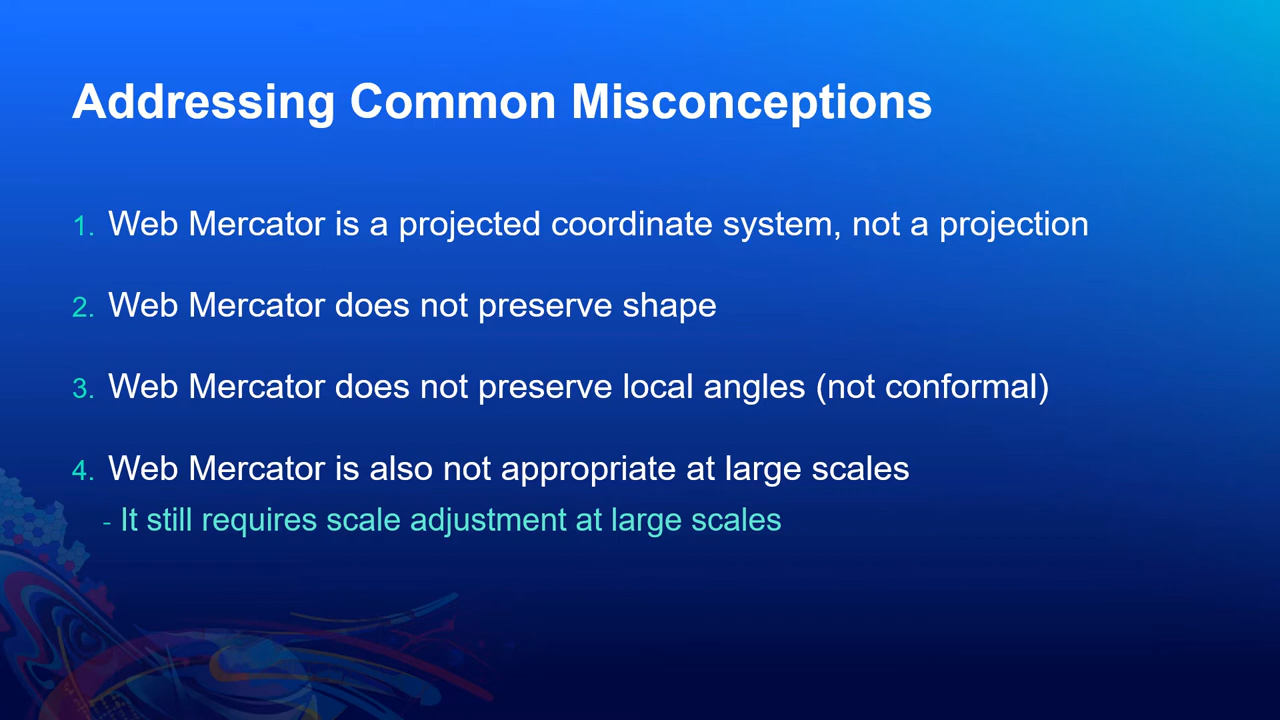 Addressing Common Misconceptions
1. Web Mercator is a projected coordinate system, not a projection
2. Web Mercator does not preserve shape
3. Web Mercator does not preserve local angles (not conformal)
4. Web Mercator is also not appropriate at large scales
- It still requires scale adjustment at large scales